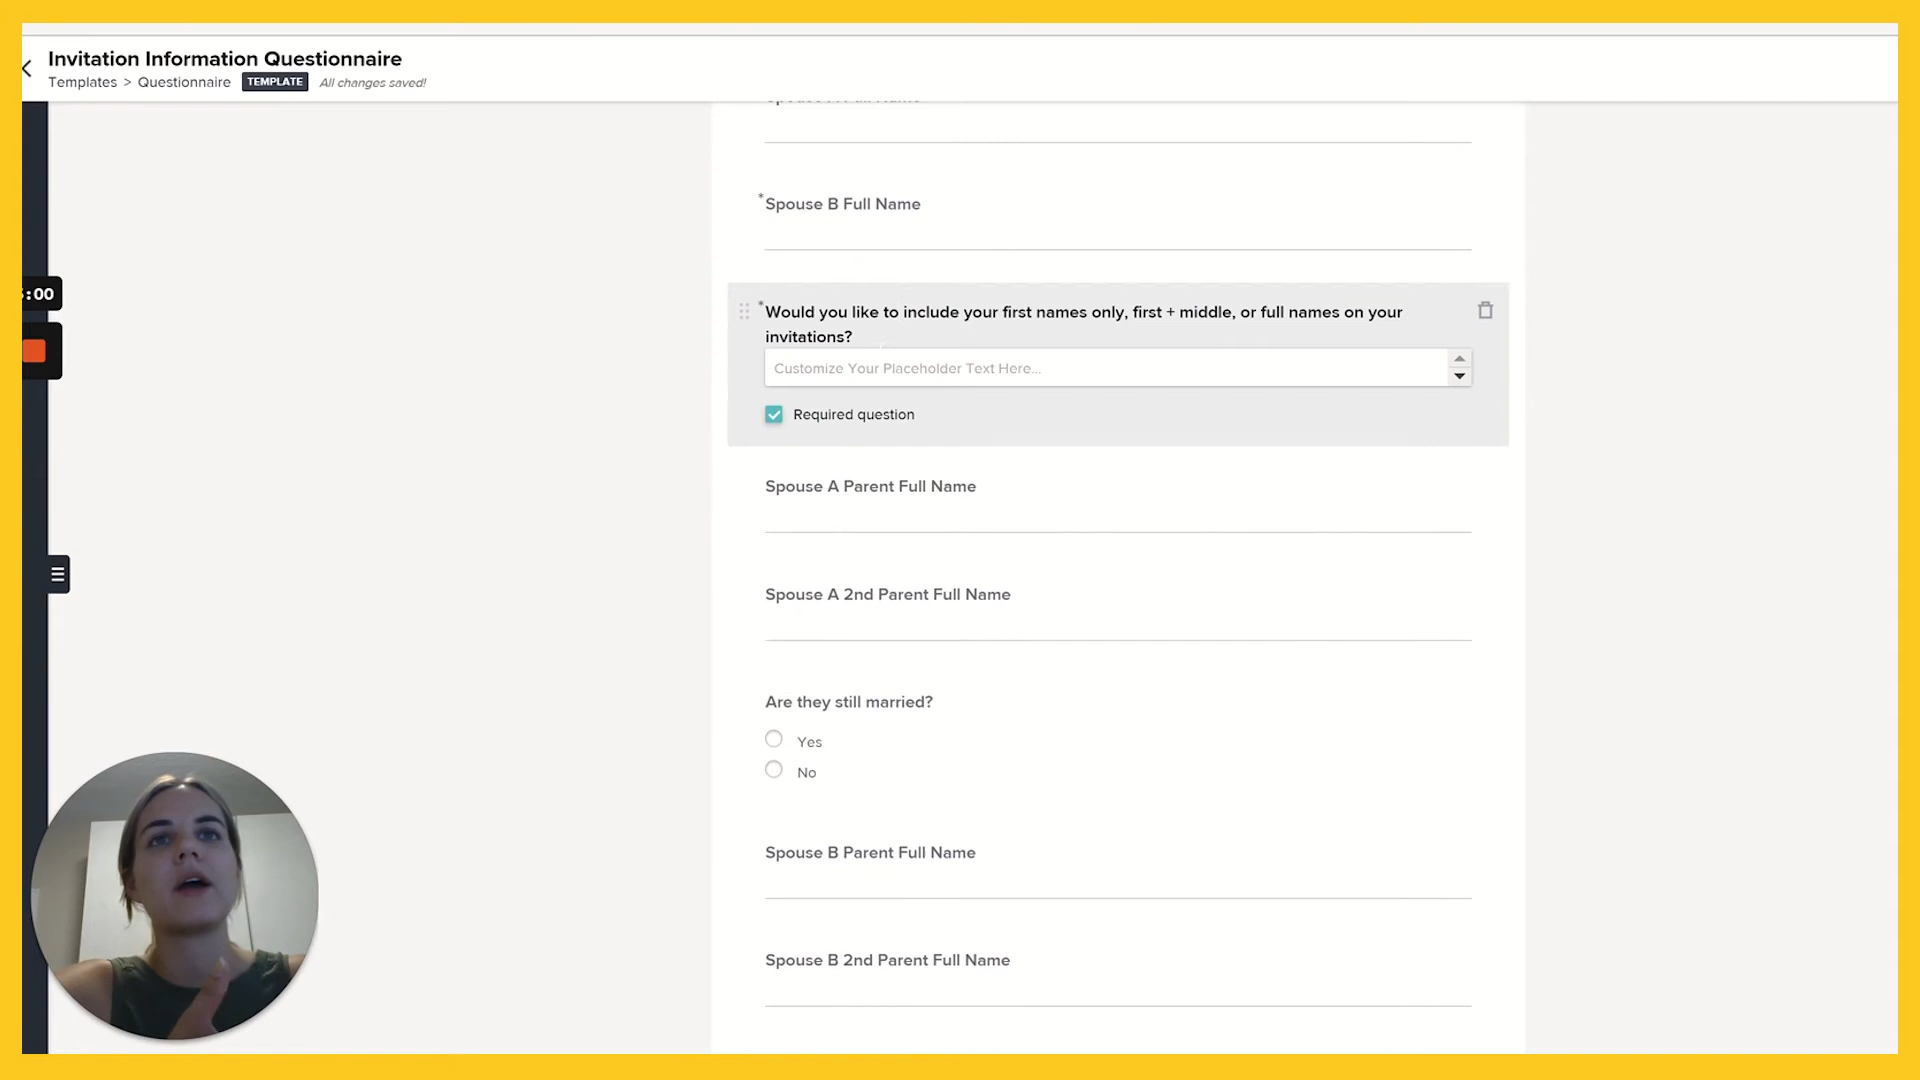 Invitation Information Questionnaire
Templates > Questionnaire TEMPLATE All changes saved!
*Spouse B Full Name
:00
*Would you like to include your first names only, first + middle, or full names on your
invitations?
Customize Your Placeholder Text Here...
Required question
Spouse A Parent Full Name
Spouse A 2nd Parent Full Name
Are they still married?
Yes
No
Spouse B Parent Full Name
Spouse B 2nd Parent Full Name